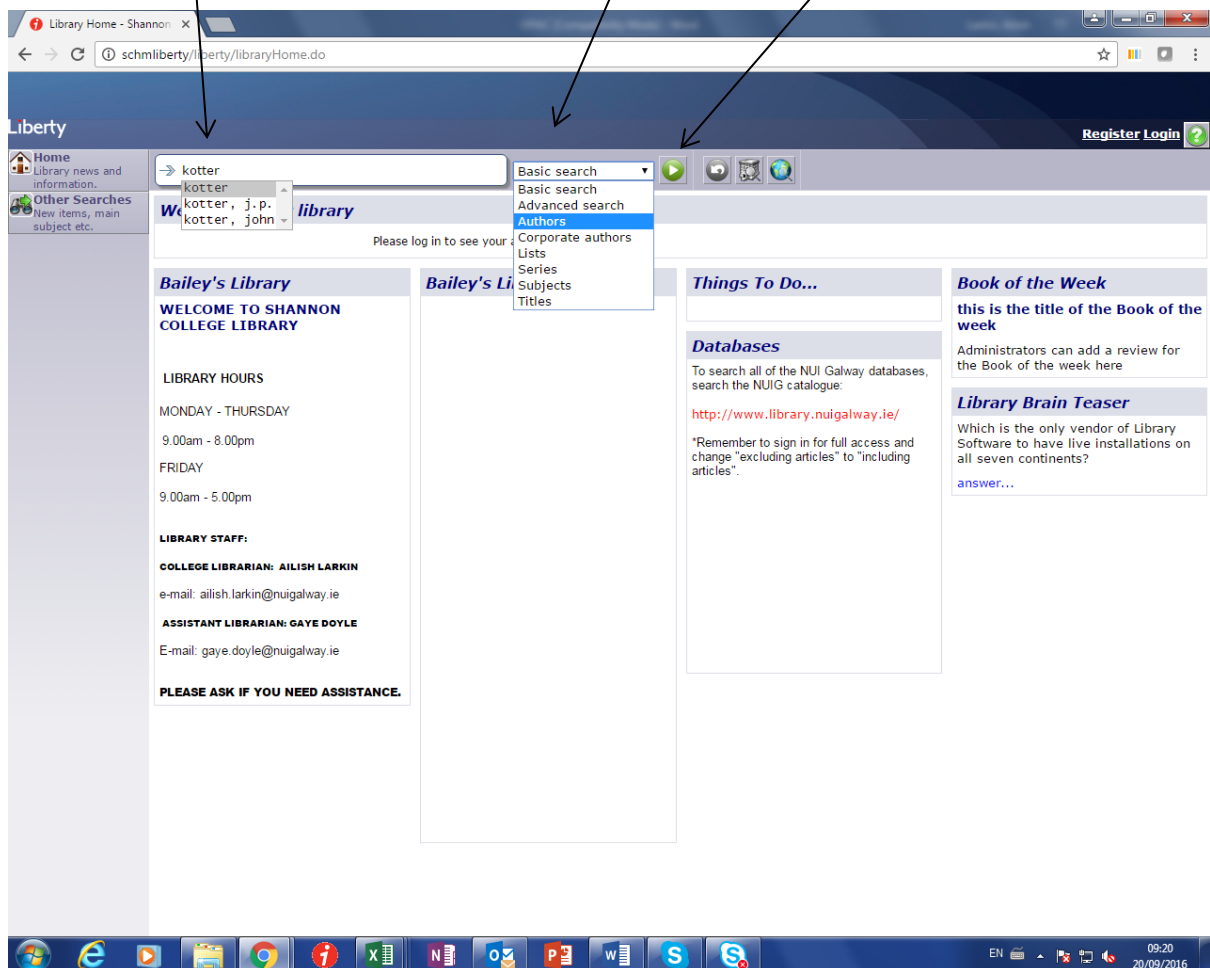 Library Home - Shannon
schmliberty/liberty/libraryHome.do
Liberty
Register Login
Home
Library news and
information.
Other Searches
New items, main
subject etc.
kotter
kotter
kotter, j.p.
kotter, john
Basic search
Basic search
Advanced search
Authors
Corporate authors
Lists
Series
Subjects
Titles
We library
Please log in to see your a
Bailey's Library
WELCOME TO SHANNON
COLLEGE LIBRARY
LIBRARY HOURS
MONDAY - THURSDAY
9.00am - 8.00pm
FRIDAY
9.00am - 5.00pm
LIBRARY STAFF:
COLLEGE LIBRARIAN: AILISH LARKIN
e-mail: ailish.larkin@nuigalway.ie
ASSISTANT LIBRARIAN: GAYE DOYLE
E-mail: gaye.doyle@nuigalway.ie
PLEASE ASK IF YOU NEED ASSISTANCE.
Bailey's Li
Things To Do...
Databases
To search all of the NUI Galway databases,
search the NUIG catalogue:
http://www.library.nuigalway.ie/
*Remember to sign in for full access and
change "excluding articles" to "including
articles".
Book of the Week
this is the title of the Book of the
week
Administrators can add a review for
the Book of the week here
Library Brain Teaser
Which is the only vendor of Library
Software to have live installations on
all seven continents?
answer...
EN
09:20
20/09/2016